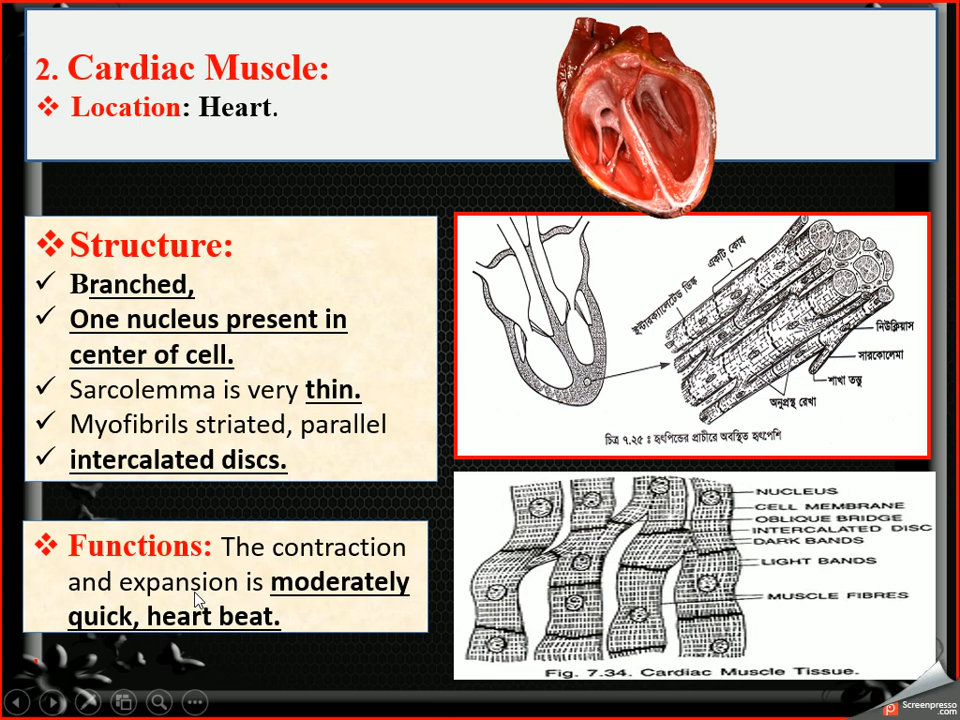 2. Cardiac Muscle:
❖ Location: Heart.
❖ Structure:
✓ Branched,
✓ One nucleus present in
center of cell.
✓ Sarcolemma is very thin.
✓ Myofibrils striated, parallel
✓ intercalated discs.
❖ Functions: The contraction
and expansion is moderately
quick, heart beat.
একটি কোষ
ইন্টারক্যালেটেড ডিস্ক
নিউক্লিয়াস
সারকোলেমা
শাখা তন্তু
অনুপ্রস্থ রেখা
চিত্র ৭.২৫ : হৃৎপিন্ডের প্রাচীরে অবস্থিত হৃৎপেশি
NUCLEUS
CELL MEMBRANE
OBLIQUE BRIDGE
INTERCALATED DISC
DARK BANDS
LIGHT BANDS
MUSCLE FIBRES
Fig. 7.34. Cardiac Muscle Tissue.
Screenpresso
.com